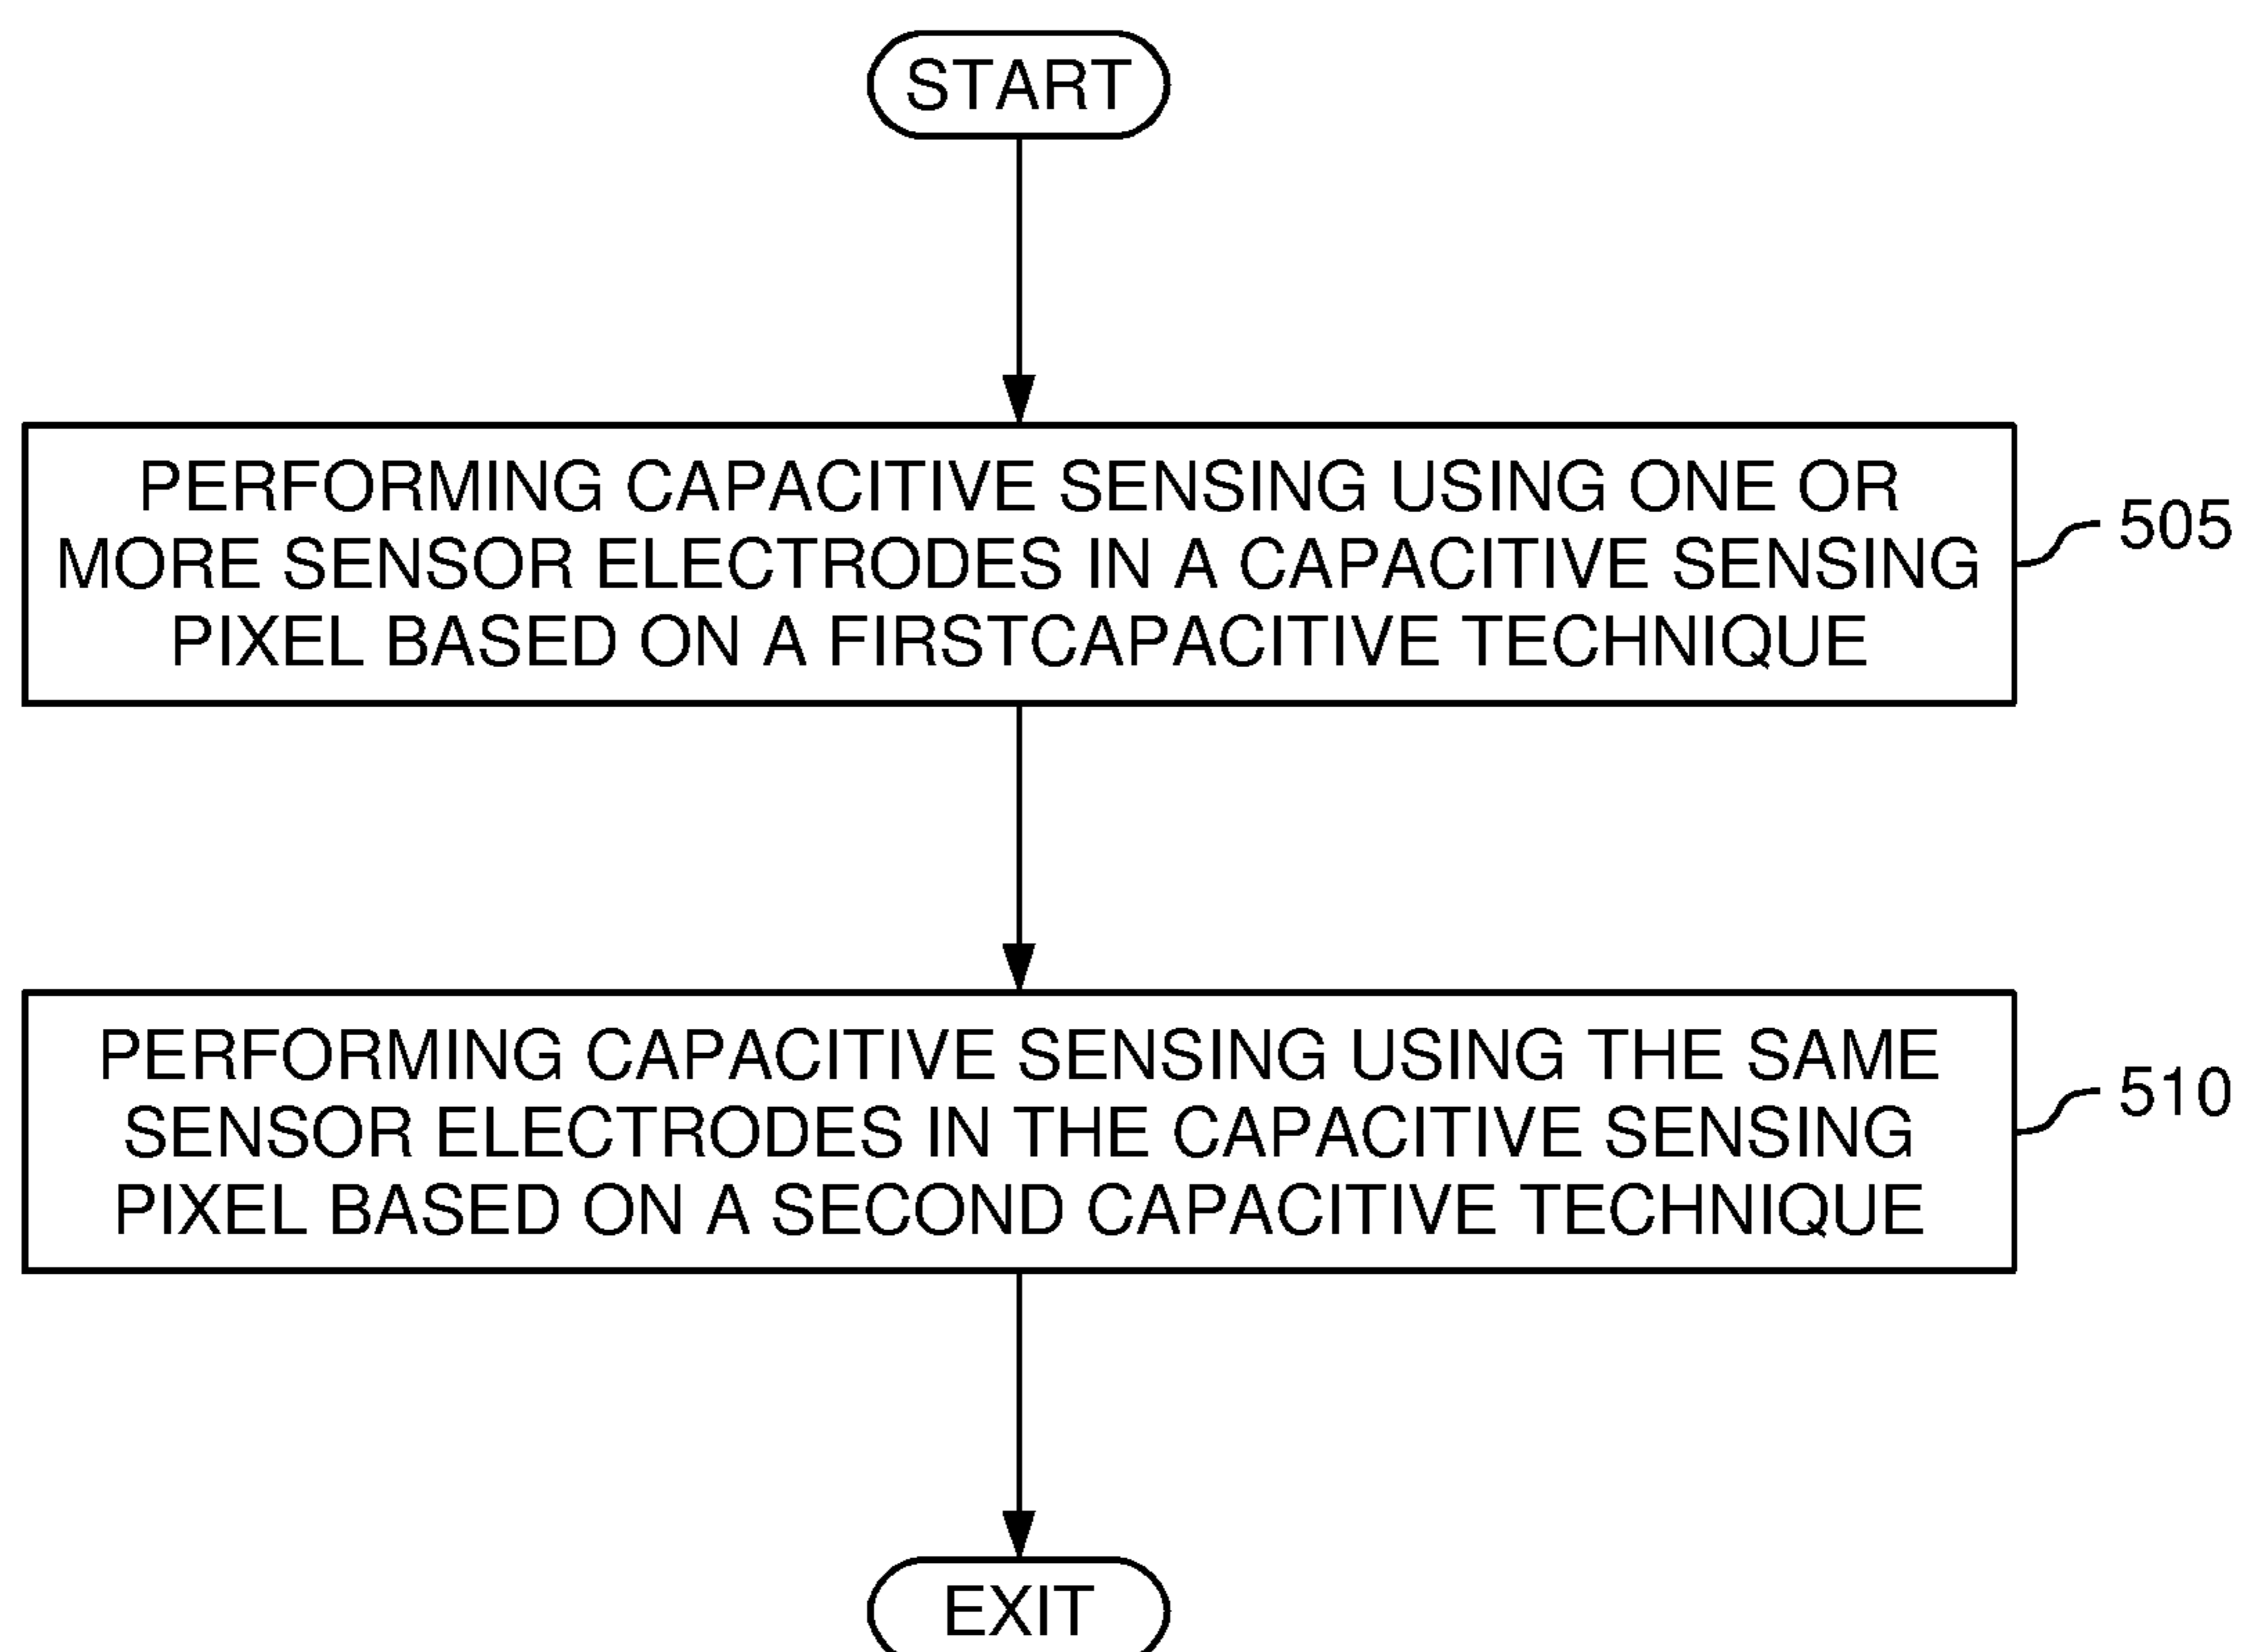 START
PERFORMING CAPACITIVE SENSING USING ONE OR
MORE SENSOR ELECTRODES IN A CAPACITIVE SENSING
PIXEL BASED ON A FIRSTCAPACITIVE TECHNIQUE
505
PERFORMING CAPACITIVE SENSING USING THE SAME
SENSOR ELECTRODES IN THE CAPACITIVE SENSING
PIXEL BASED ON A SECOND CAPACITIVE TECHNIQUE
510
EXIT